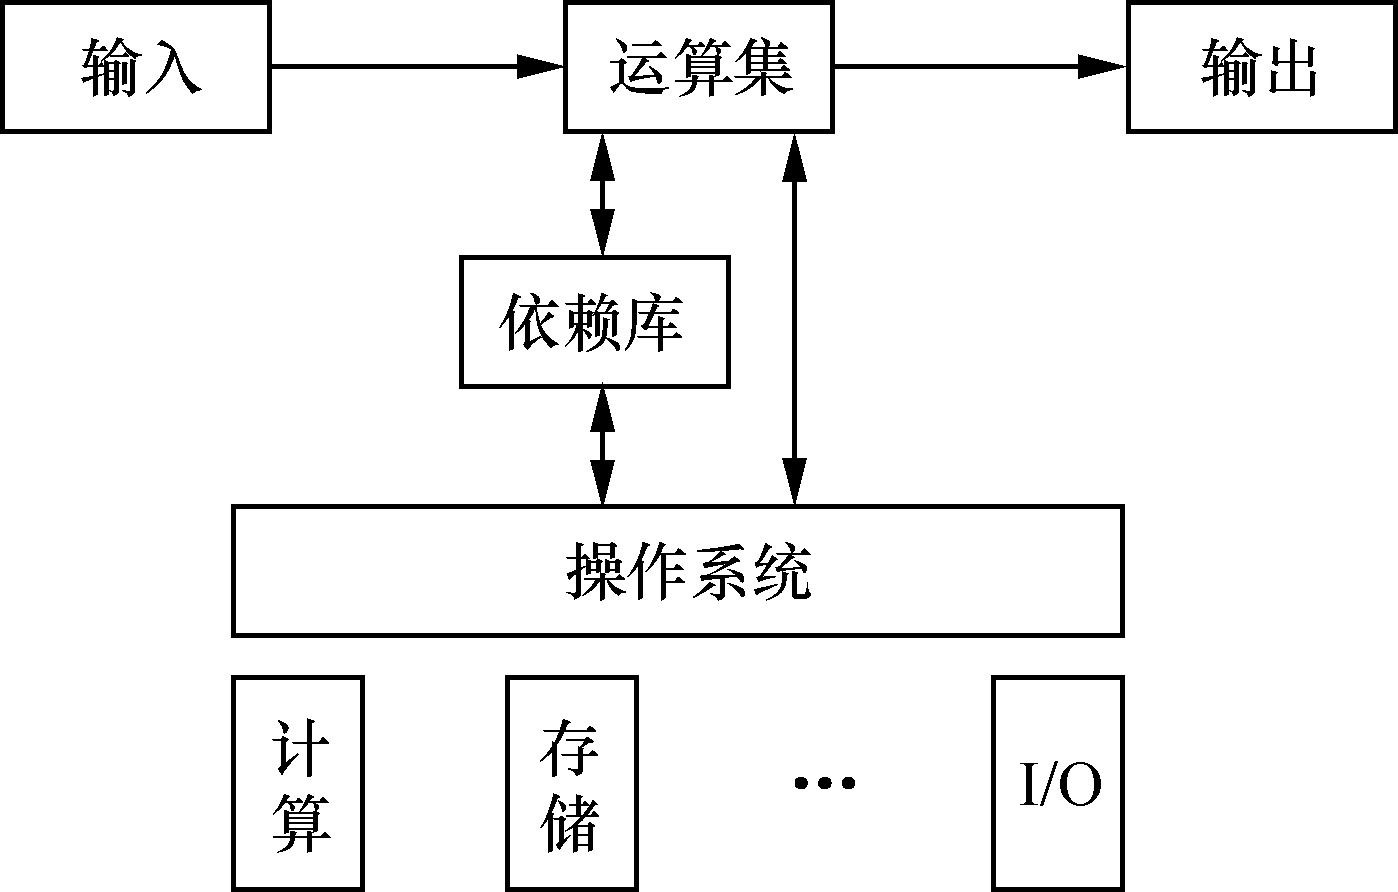 输入
运算集
输出
依赖库
操作系统
计算
存储
…
I/O